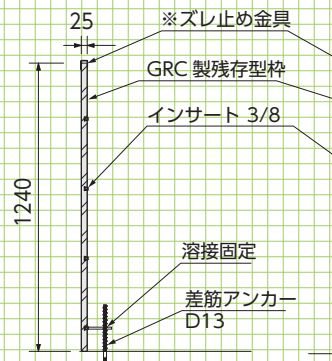 25
※ズレ止め金具
GRC 製残存型枠
インサート 3/8
1240
溶接固定
差筋アンカー
D13